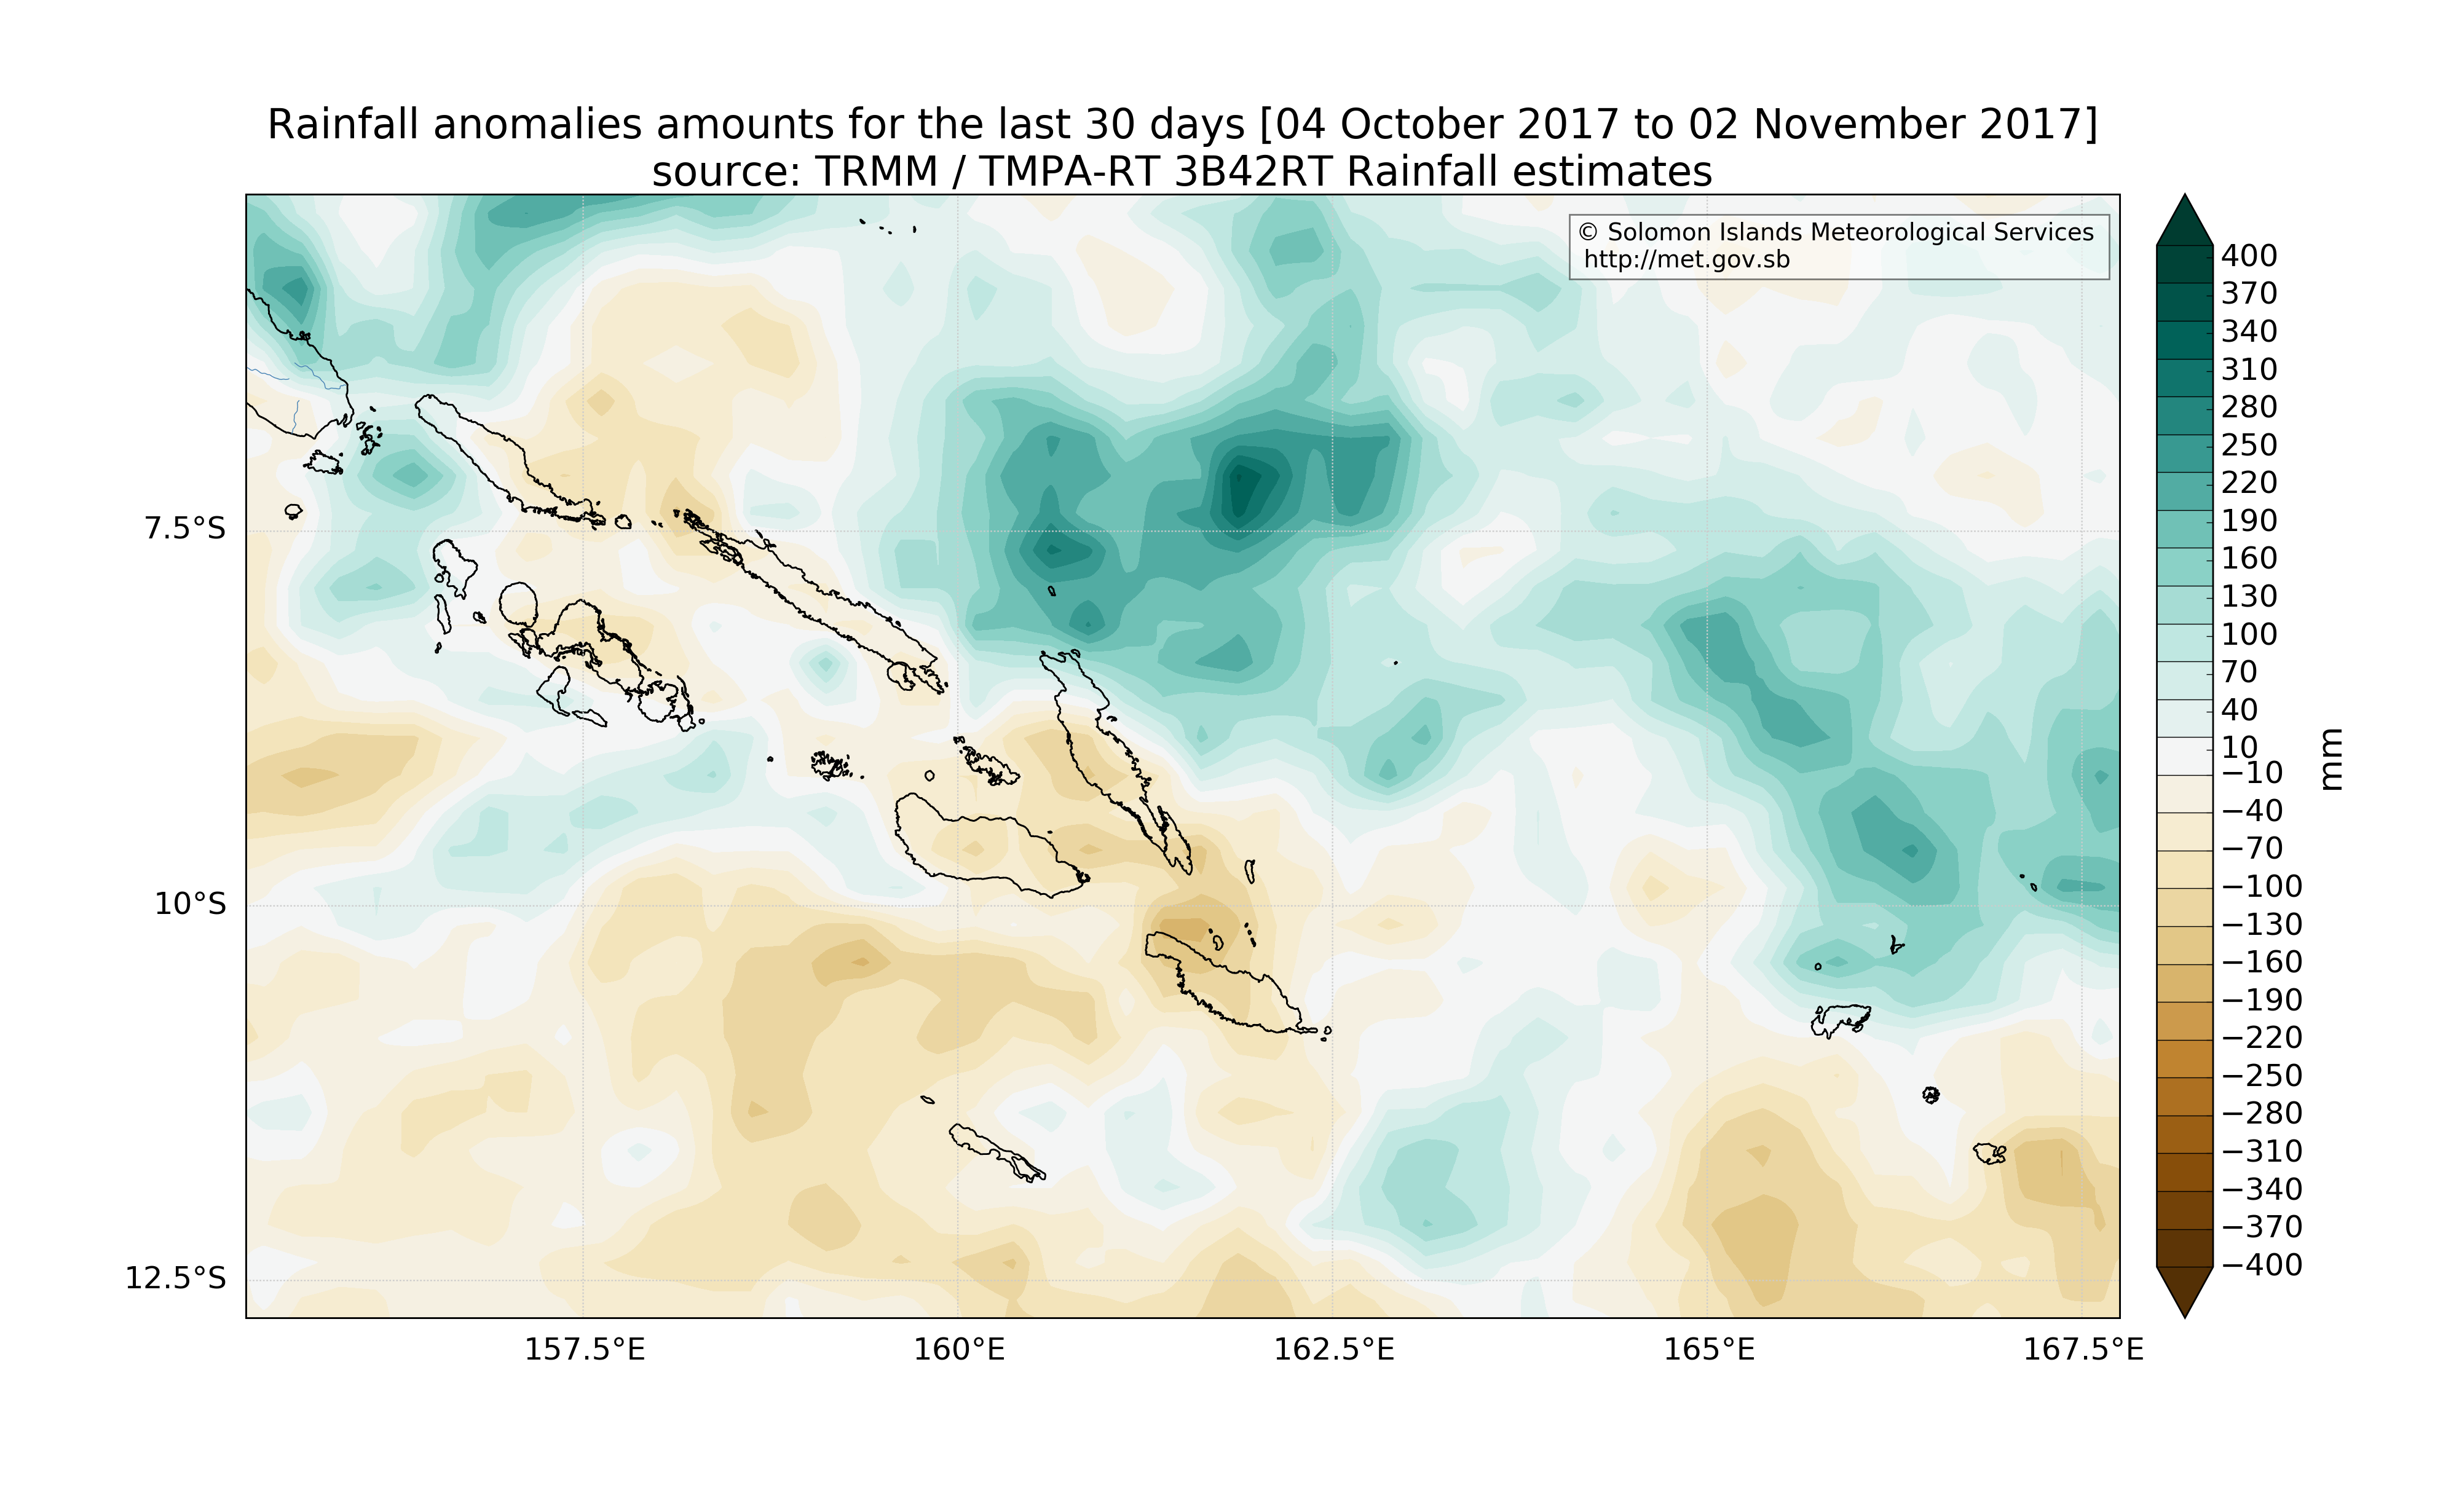 Rainfall anomalies amounts for the last 30 days [04 October 2017 to 02 November 2017]
source: TRMM / TMPA-RT 3B42RT Rainfall estimates
© Solomon Islands Meteorological Services
http://met.gov.sb
7.5°S
10°S
12.5°S
157.5°E
160°E
162.5°E
165°E
167.5°E
400
370
340
310
280
250
220
190
160
130
100
70
40
10
−10
−40
−70
−100
−130
−160
−190
−220
−250
−280
−310
−340
−370
−400
mm